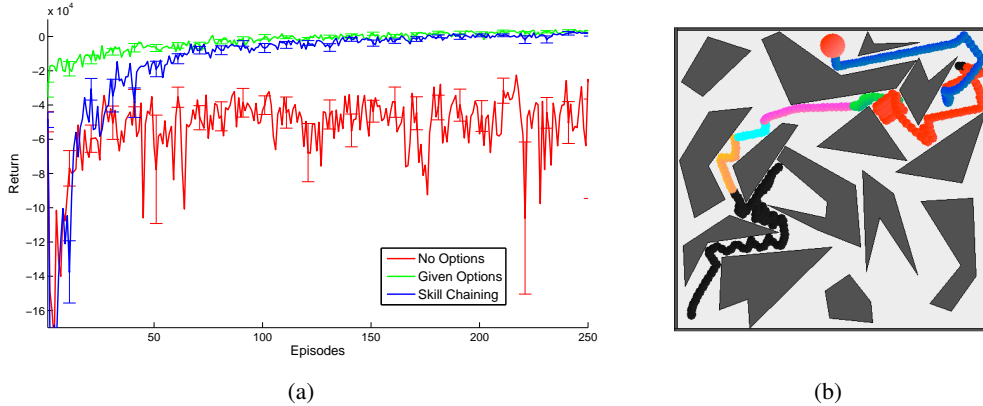 x 10⁴
0
−2
−4
−6
−8
−10
−12
−14
−16
Return
50 100 150 200 250
Episodes
No Options
Given Options
Skill Chaining
(a) (b)